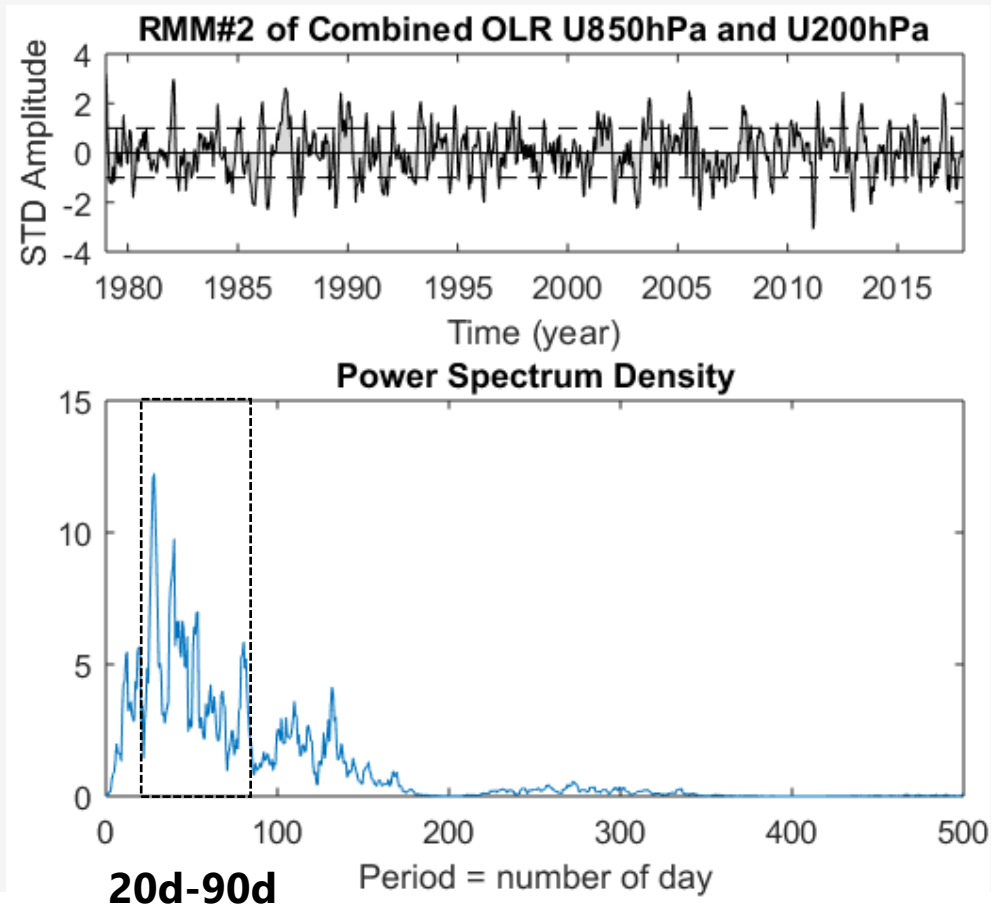 RMM#2 of Combined OLR U850hPa and U200hPa
STD Amplitude
4
2
0
-2
-4
1980 1985 1990 1995 2000 2005 2010 2015
Time (year)
Power Spectrum Density
15
10
5
0
0 100 200 300 400 500
Period = number of day
20d-90d